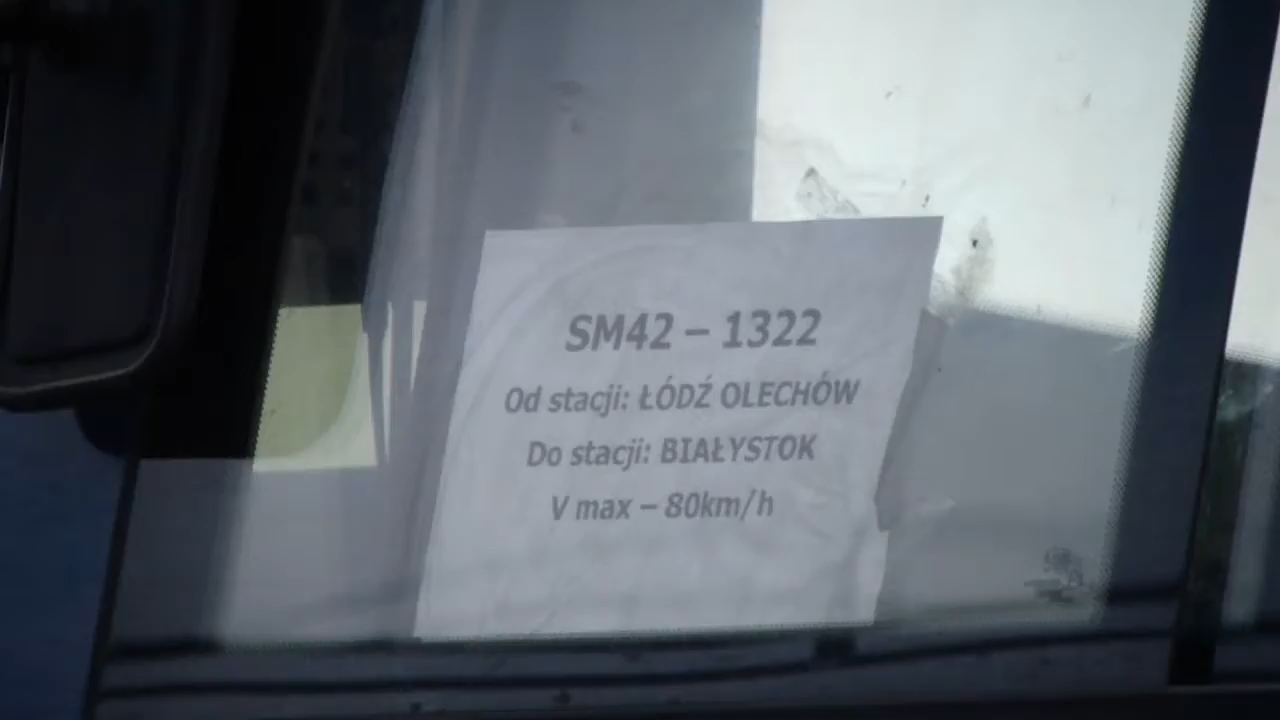 SM42 – 1322
Od stacji: ŁÓDŹ OLECHÓW
Do stacji: BIAŁYSTOK
V max – 80km/h